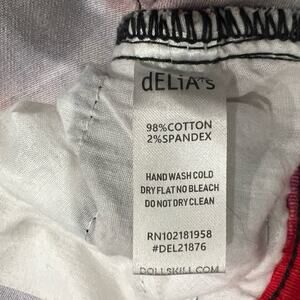 dELiA*s
98%COTTON
2%SPANDEX
HAND WASH COLD
DRY FLAT NO BLEACH
DO NOT DRY CLEAN
RN102181958
#DEL21876
DOLLSKILL.COM